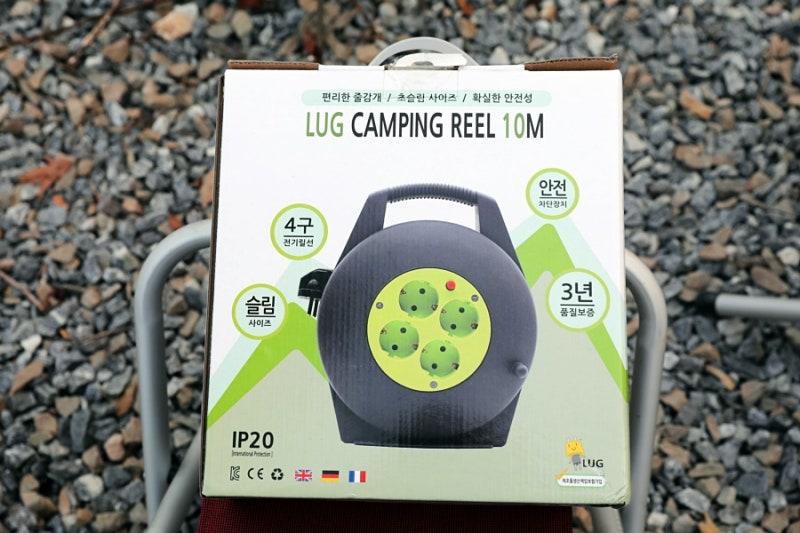 편리한 줄감개 / 초슬림 사이즈 / 확실한 안전성
LUG CAMPING REEL 10M
안전
차단장치
4구
전기릴선
슬림
사이즈
3년
품질보증
IP20
[International Protection]
CE
LUG